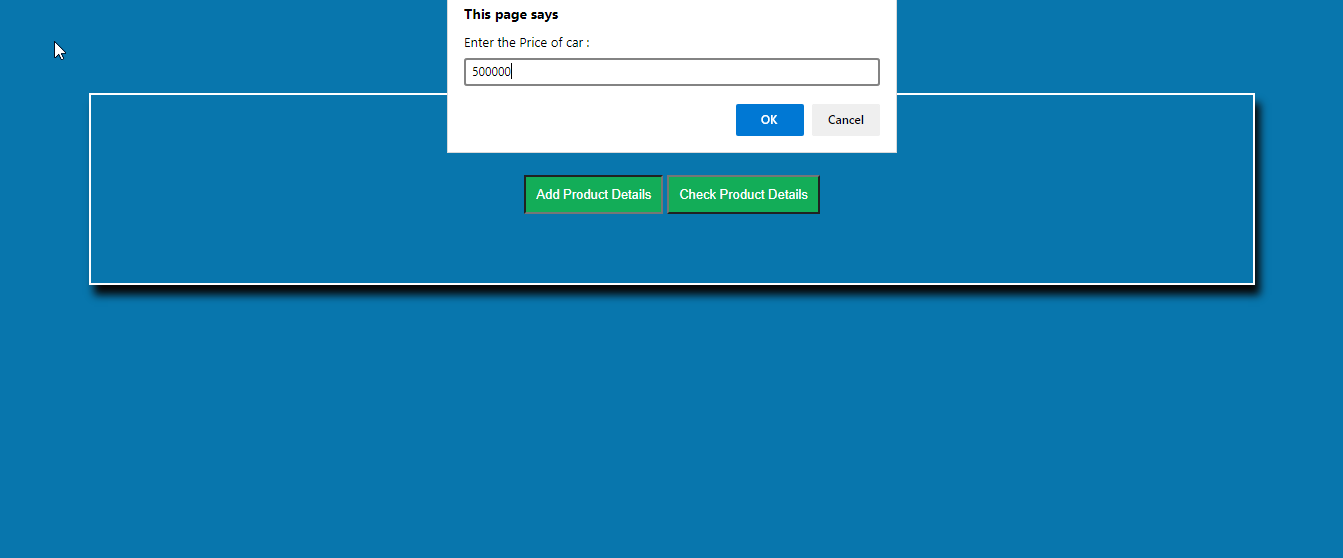 This page says
Enter the Price of car :
500000
OK Cancel
Add Product Details Check Product Details